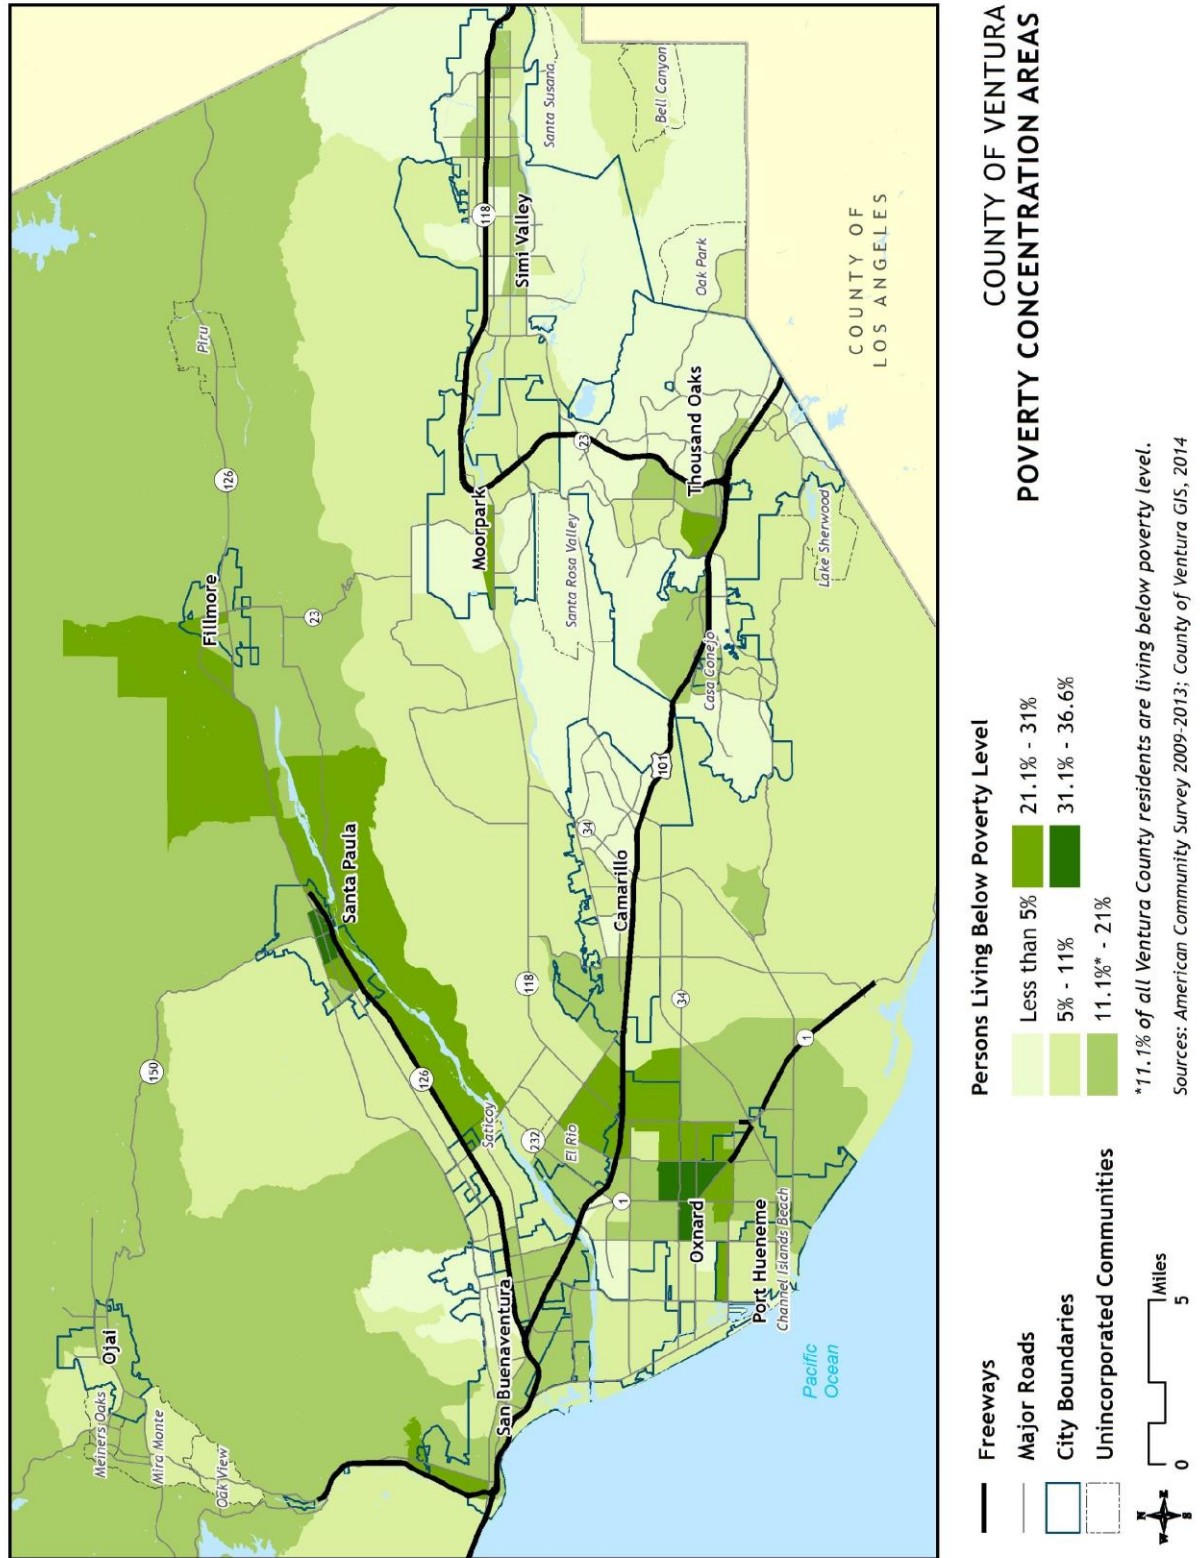 COUNTY OF VENTURA
POVERTY CONCENTRATION AREAS
Ojai
Meiners Oaks
Mira Monte
Oak View
150
Santa Paula
Fillmore
126
Piru
23
126
Saticoy
118
232
El Rio
San Buenaventura
1
Oxnard
Port Hueneme
Channel Islands Beach
Pacific
Ocean
34
1
Camarillo
34
101
Moorpark
Santa Rosa Valley
Casa Conejo
Thousand Oaks
23
Lake Sherwood
118
Simi Valley
Santa Susana
Bell Canyon
Oak Park
COUNTY OF
LOS ANGELES
Freeways
Major Roads
City Boundaries
Unincorporated Communities
0
5
Miles
N
W
E
S
Persons Living Below Poverty Level
Less than 5%
5% - 11%
11.1%* - 21%
21.1% - 31%
31.1% - 36.6%
*11.1% of all Ventura County residents are living below poverty level.
Sources: American Community Survey 2009-2013; County of Ventura GIS, 2014